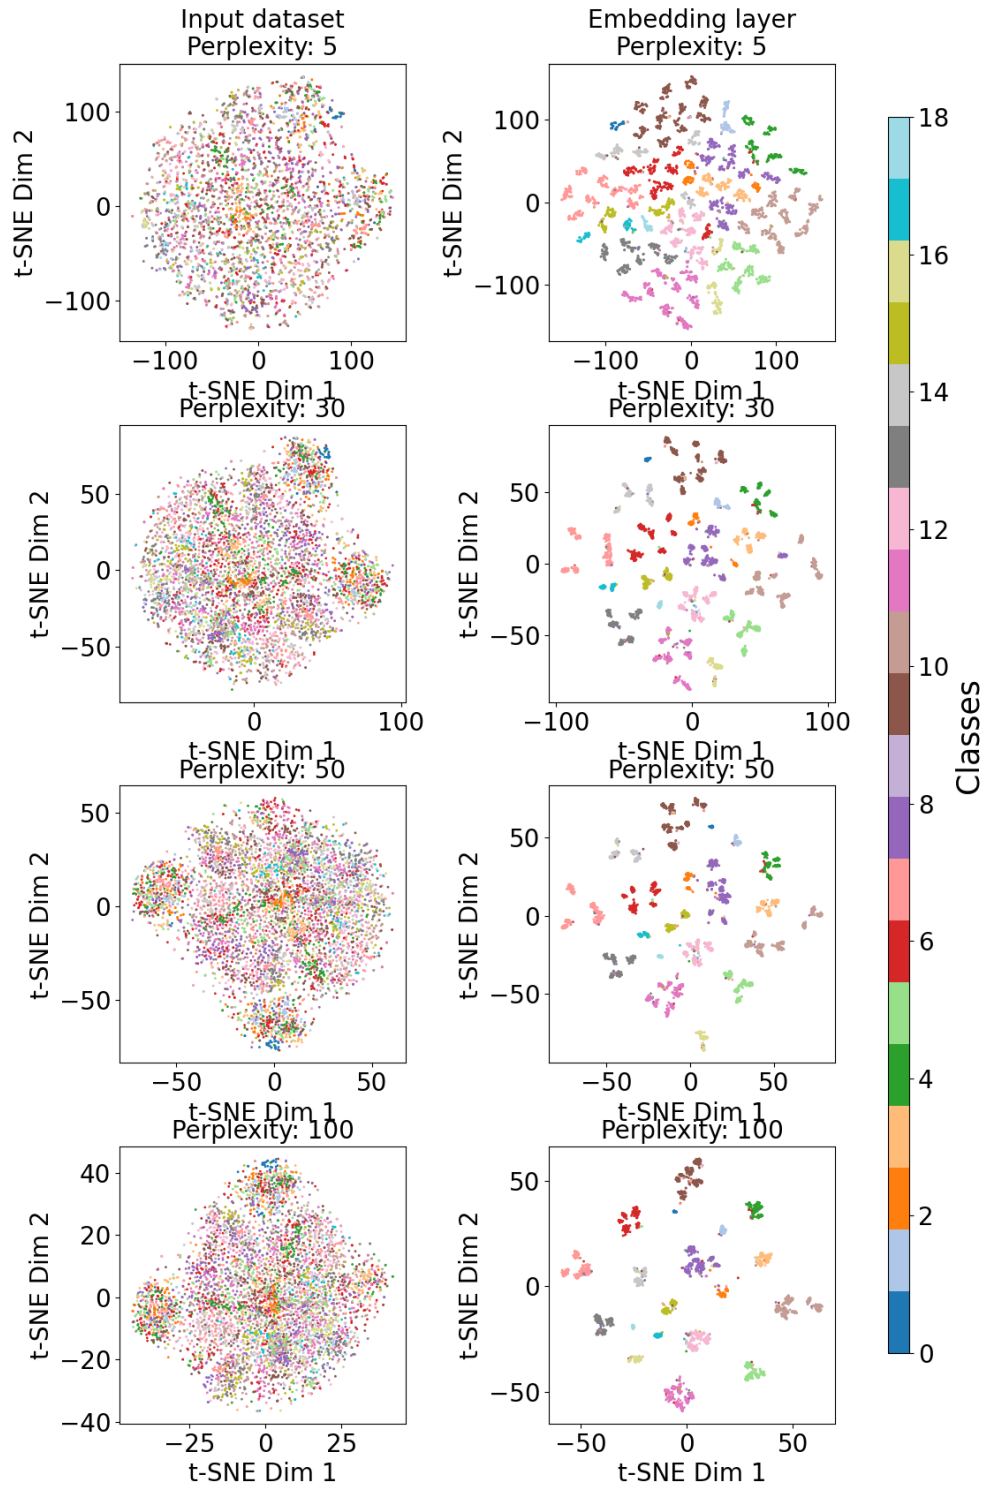 Input dataset
Perplexity: 5
Embedding layer
Perplexity: 5
t-SNE Dim 2
100
0
−100
−100
0
100
t-SNE Dim 1
t-SNE Dim 2
100
0
−100
−100
0
100
t-SNE Dim 1
Perplexity: 30
t-SNE Dim 2
50
0
−50
0
100
t-SNE Dim 1
Perplexity: 30
t-SNE Dim 2
50
0
−50
−100
0
100
t-SNE Dim 1
Perplexity: 50
t-SNE Dim 2
50
0
−50
−50
0
50
t-SNE Dim 1
Perplexity: 50
t-SNE Dim 2
50
0
−50
−50
0
50
t-SNE Dim 1
Perplexity: 100
t-SNE Dim 2
40
20
0
−20
−40
−25
0
25
t-SNE Dim 1
Perplexity: 100
t-SNE Dim 2
50
0
−50
−50
0
50
t-SNE Dim 1
18
16
14
12
10
8
6
4
2
0
Classes